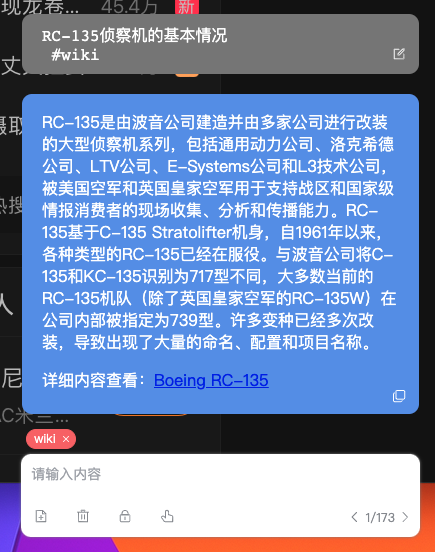 现龙卷... 45.4万 新
RC-135侦察机的基本情况
#wiki
RC-135是由波音公司建造并由多家公司进行改装
的大型侦察机系列，包括通用动力公司、洛克希德
公司、LTV公司、E-Systems公司和L3技术公司，
被美国空军和英国皇家空军用于支持战区和国家级
情报消费者的现场收集、分析和传播能力。RC-
135基于C-135 Stratolifter机身，自1961年以来，
各种类型的RC-135已经在服役。与波音公司将C-
135和KC-135识别为717型不同，大多数当前的
RC-135机队（除了英国皇家空军的RC-135W）在
公司内部被指定为739型。许多变种已经多次改
装，导致出现了大量的命名、配置和项目名称。
详细内容查看：Boeing RC-135
wiki ×
请输入内容
1/173